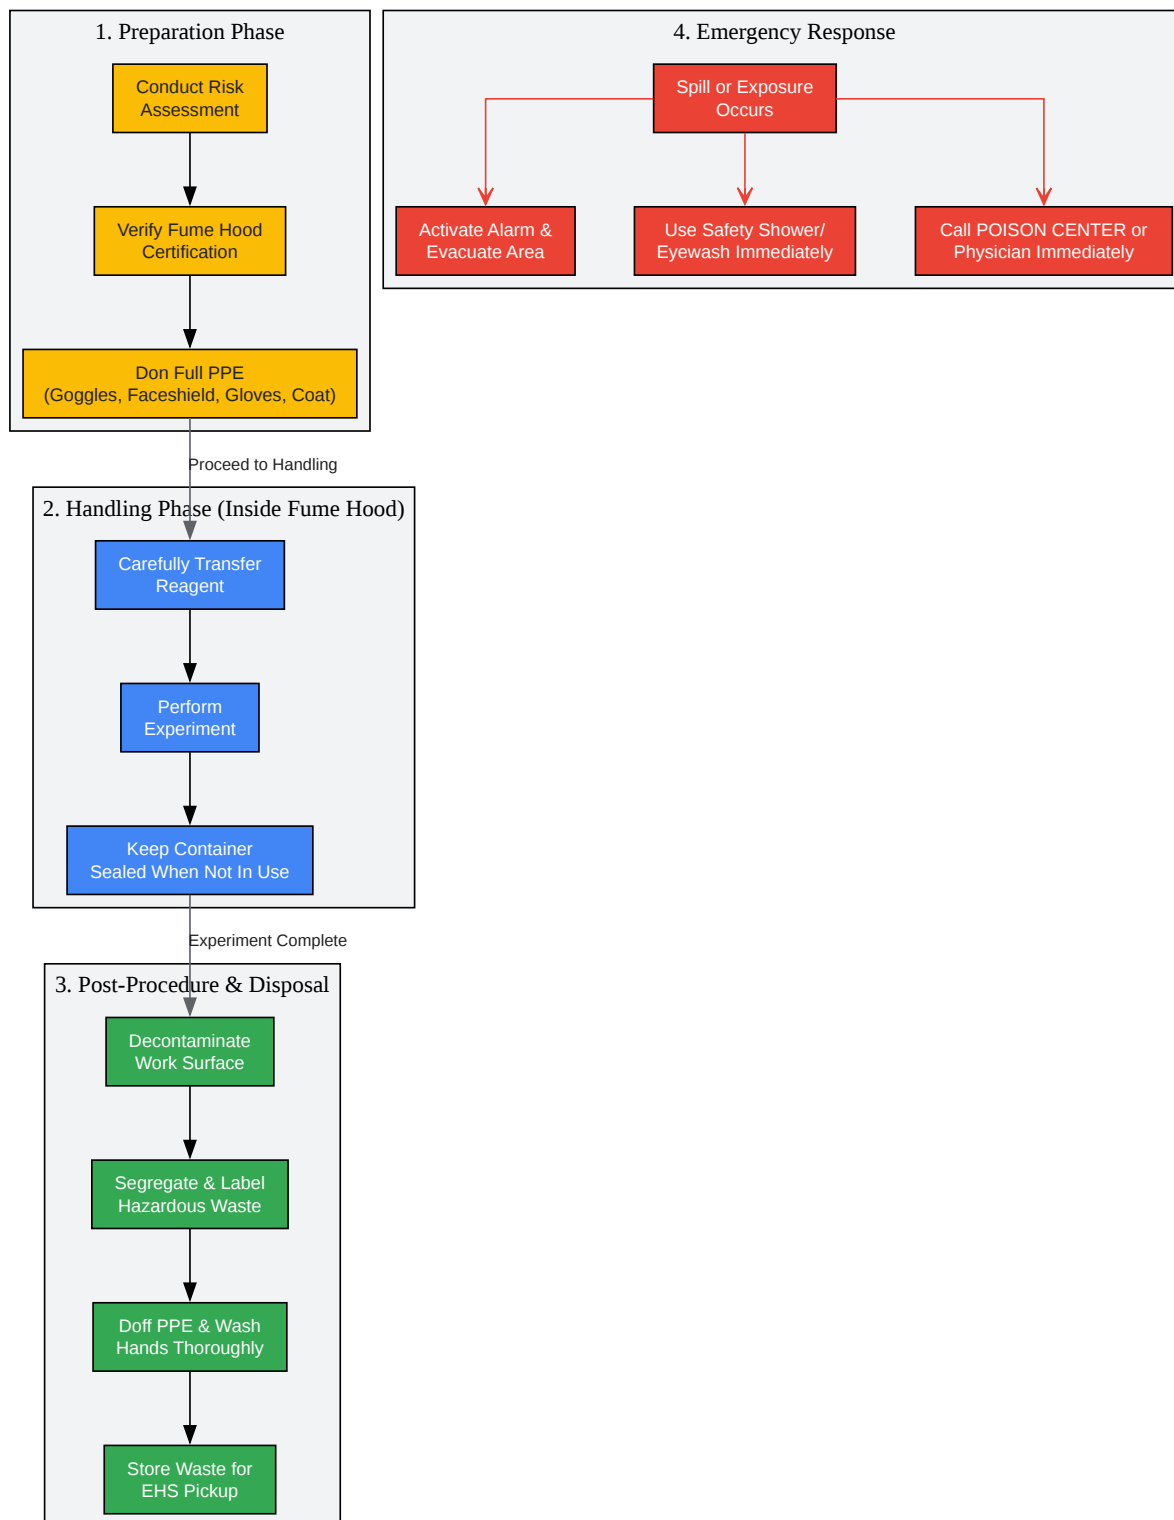 1. Preparation Phase
Conduct Risk
Assessment
Verify Fume Hood
Certification
Don Full PPE
(Goggles, Faceshield, Gloves, Coat)
Proceed to Handling
2. Handling Phase (Inside Fume Hood)
Carefully Transfer
Reagent
Perform
Experiment
Keep Container
Sealed When Not In Use
Experiment Complete
3. Post-Procedure & Disposal
Decontaminate
Work Surface
Segregate & Label
Hazardous Waste
Doff PPE & Wash
Hands Thoroughly
Store Waste for
EHS Pickup
4. Emergency Response
Spill or Exposure
Occurs
Activate Alarm &
Evacuate Area
Use Safety Shower/
Eyewash Immediately
Call POISON CENTER or
Physician Immediately